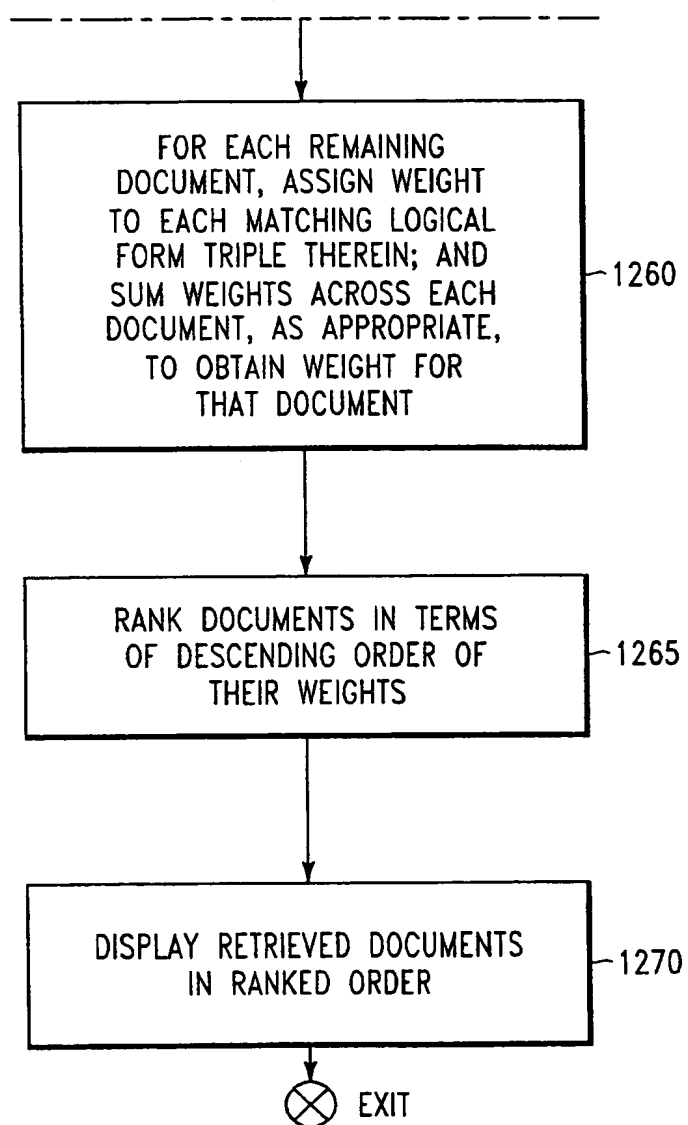 FOR EACH REMAINING
DOCUMENT, ASSIGN WEIGHT
TO EACH MATCHING LOGICAL
FORM TRIPLE THEREIN; AND
SUM WEIGHTS ACROSS EACH
DOCUMENT, AS APPROPRIATE,
TO OBTAIN WEIGHT FOR
THAT DOCUMENT
1260
RANK DOCUMENTS IN TERMS
OF DESCENDING ORDER OF
THEIR WEIGHTS
1265
DISPLAY RETRIEVED DOCUMENTS
IN RANKED ORDER
1270
EXIT